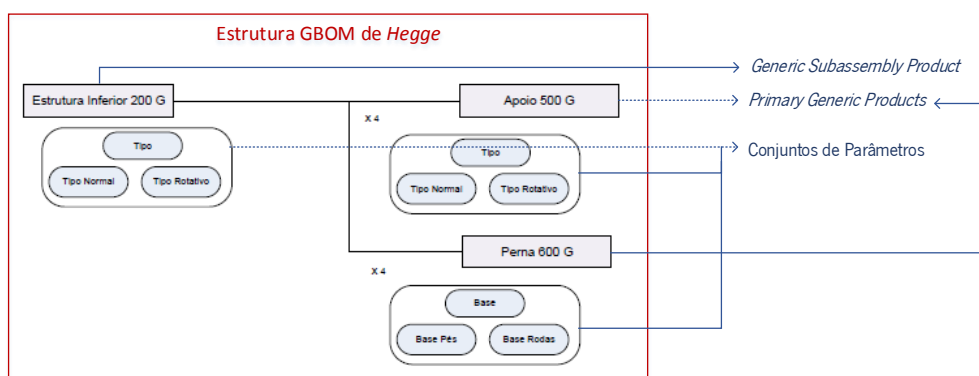 Estrutura GBOM de Hegge
Generic Subassembly Product
Estrutura Inferior 200 G
Apoio 500 G
Primary Generic Products
X 4
Tipo
Tipo Normal
Tipo Rotativo
Tipo
Tipo Normal
Tipo Rotativo
Conjuntos de Parâmetros
Perna 600 G
X 4
Base
Base Pés
Base Rodas